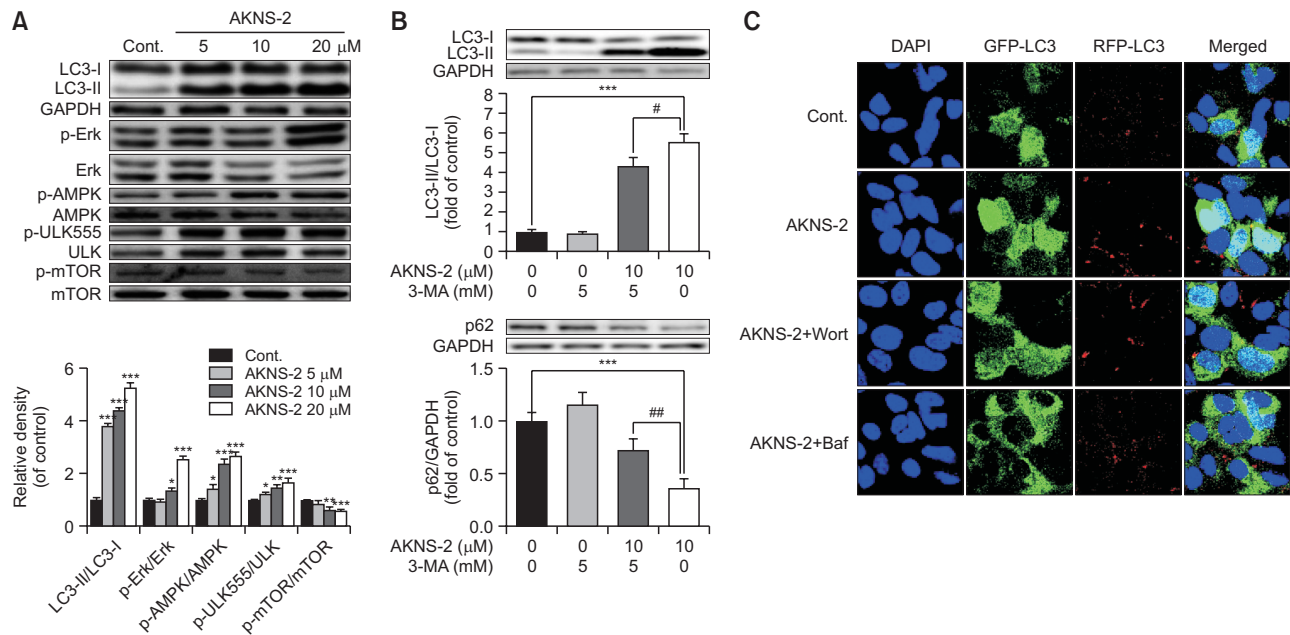 A
AKNS-2
Cont. 5 10 20 μM
LC3-I
LC3-II
GAPDH
p-Erk
Erk
p-AMPK
AMPK
p-ULK555
ULK
p-mTOR
mTOR
Relative density
(of control)
6
4
2
0
Cont.
AKNS-2 5 μM
AKNS-2 10 μM
AKNS-2 20 μM
*** *** ***
* ***
* *** ***
* ** ***
** ***
LC3-II/LC3-I
p-Erk/Erk
p-AMPK/AMPK
p-ULK555/ULK
p-mTOR/mTOR
B
LC3-I
LC3-II
GAPDH
LC3-II/LC3-I
(fold of control)
8
7
6
5
4
3
2
1
0
***
#
AKNS-2 (μM) 0 0 10 10
3-MA (mM) 0 5 5 0
p62
GAPDH
p62/GAPDH
(fold of control)
1.5
1.0
0.5
0.0
***
##
AKNS-2 (μM) 0 0 10 10
3-MA (mM) 0 5 5 0
C
DAPI GFP-LC3 RFP-LC3 Merged
Cont.
AKNS-2
AKNS-2+Wort
AKNS-2+Baf